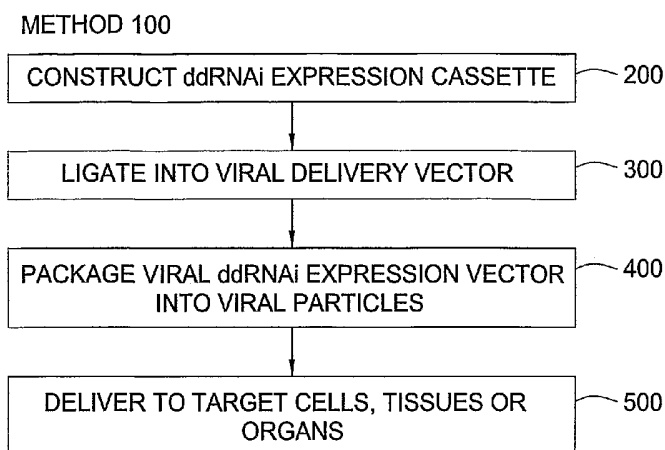 METHOD 100
CONSTRUCT ddRNAi EXPRESSION CASSETTE
200
LIGATE INTO VIRAL DELIVERY VECTOR
300
PACKAGE VIRAL ddRNAi EXPRESSION VECTOR
INTO VIRAL PARTICLES
400
DELIVER TO TARGET CELLS, TISSUES OR
ORGANS
500